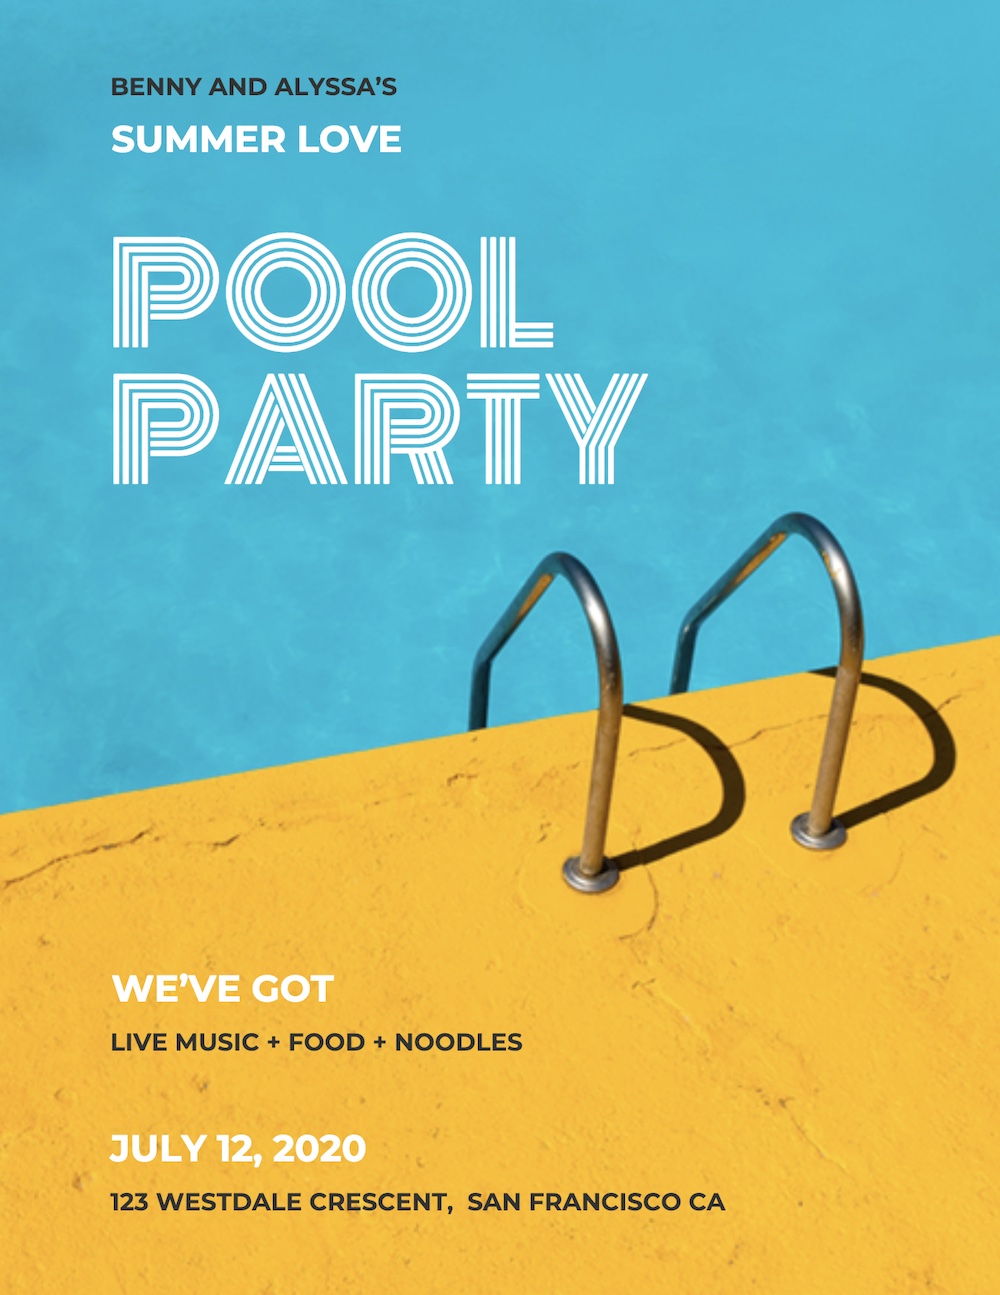 BENNY AND ALYSSA’S
SUMMER LOVE
POOL
PARTY
WE’VE GOT
LIVE MUSIC + FOOD + NOODLES
JULY 12, 2020
123 WESTDALE CRESCENT,  SAN FRANCISCO CA